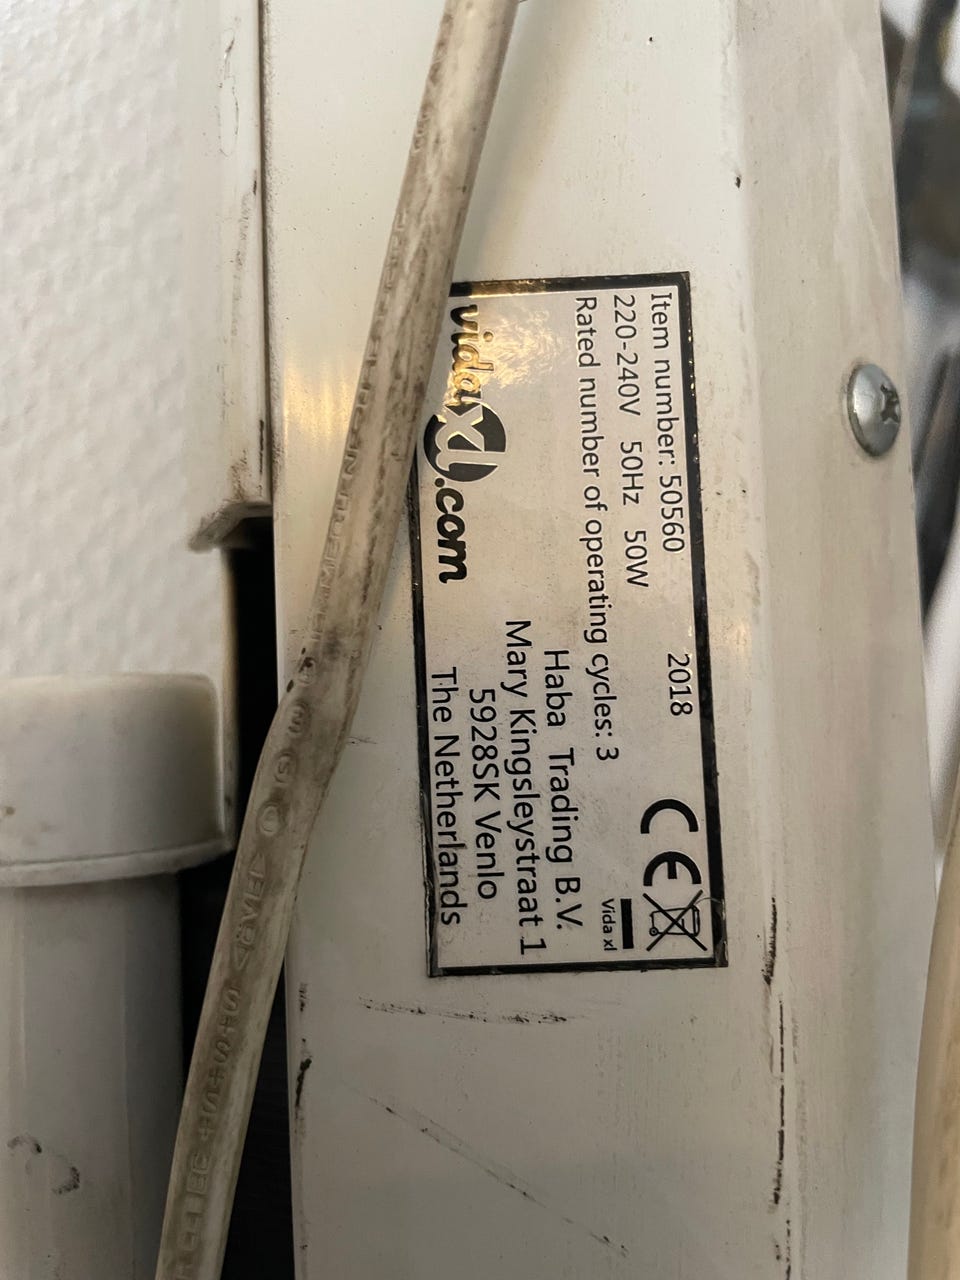 Item number: 50560 2018
220-240V 50Hz 50W
Rated number of operating cycles: 3
CE
Vida xl
Haba Trading B.V.
Mary Kingsleystraat 1
5928SK Venlo
The Netherlands
vidaXL.com